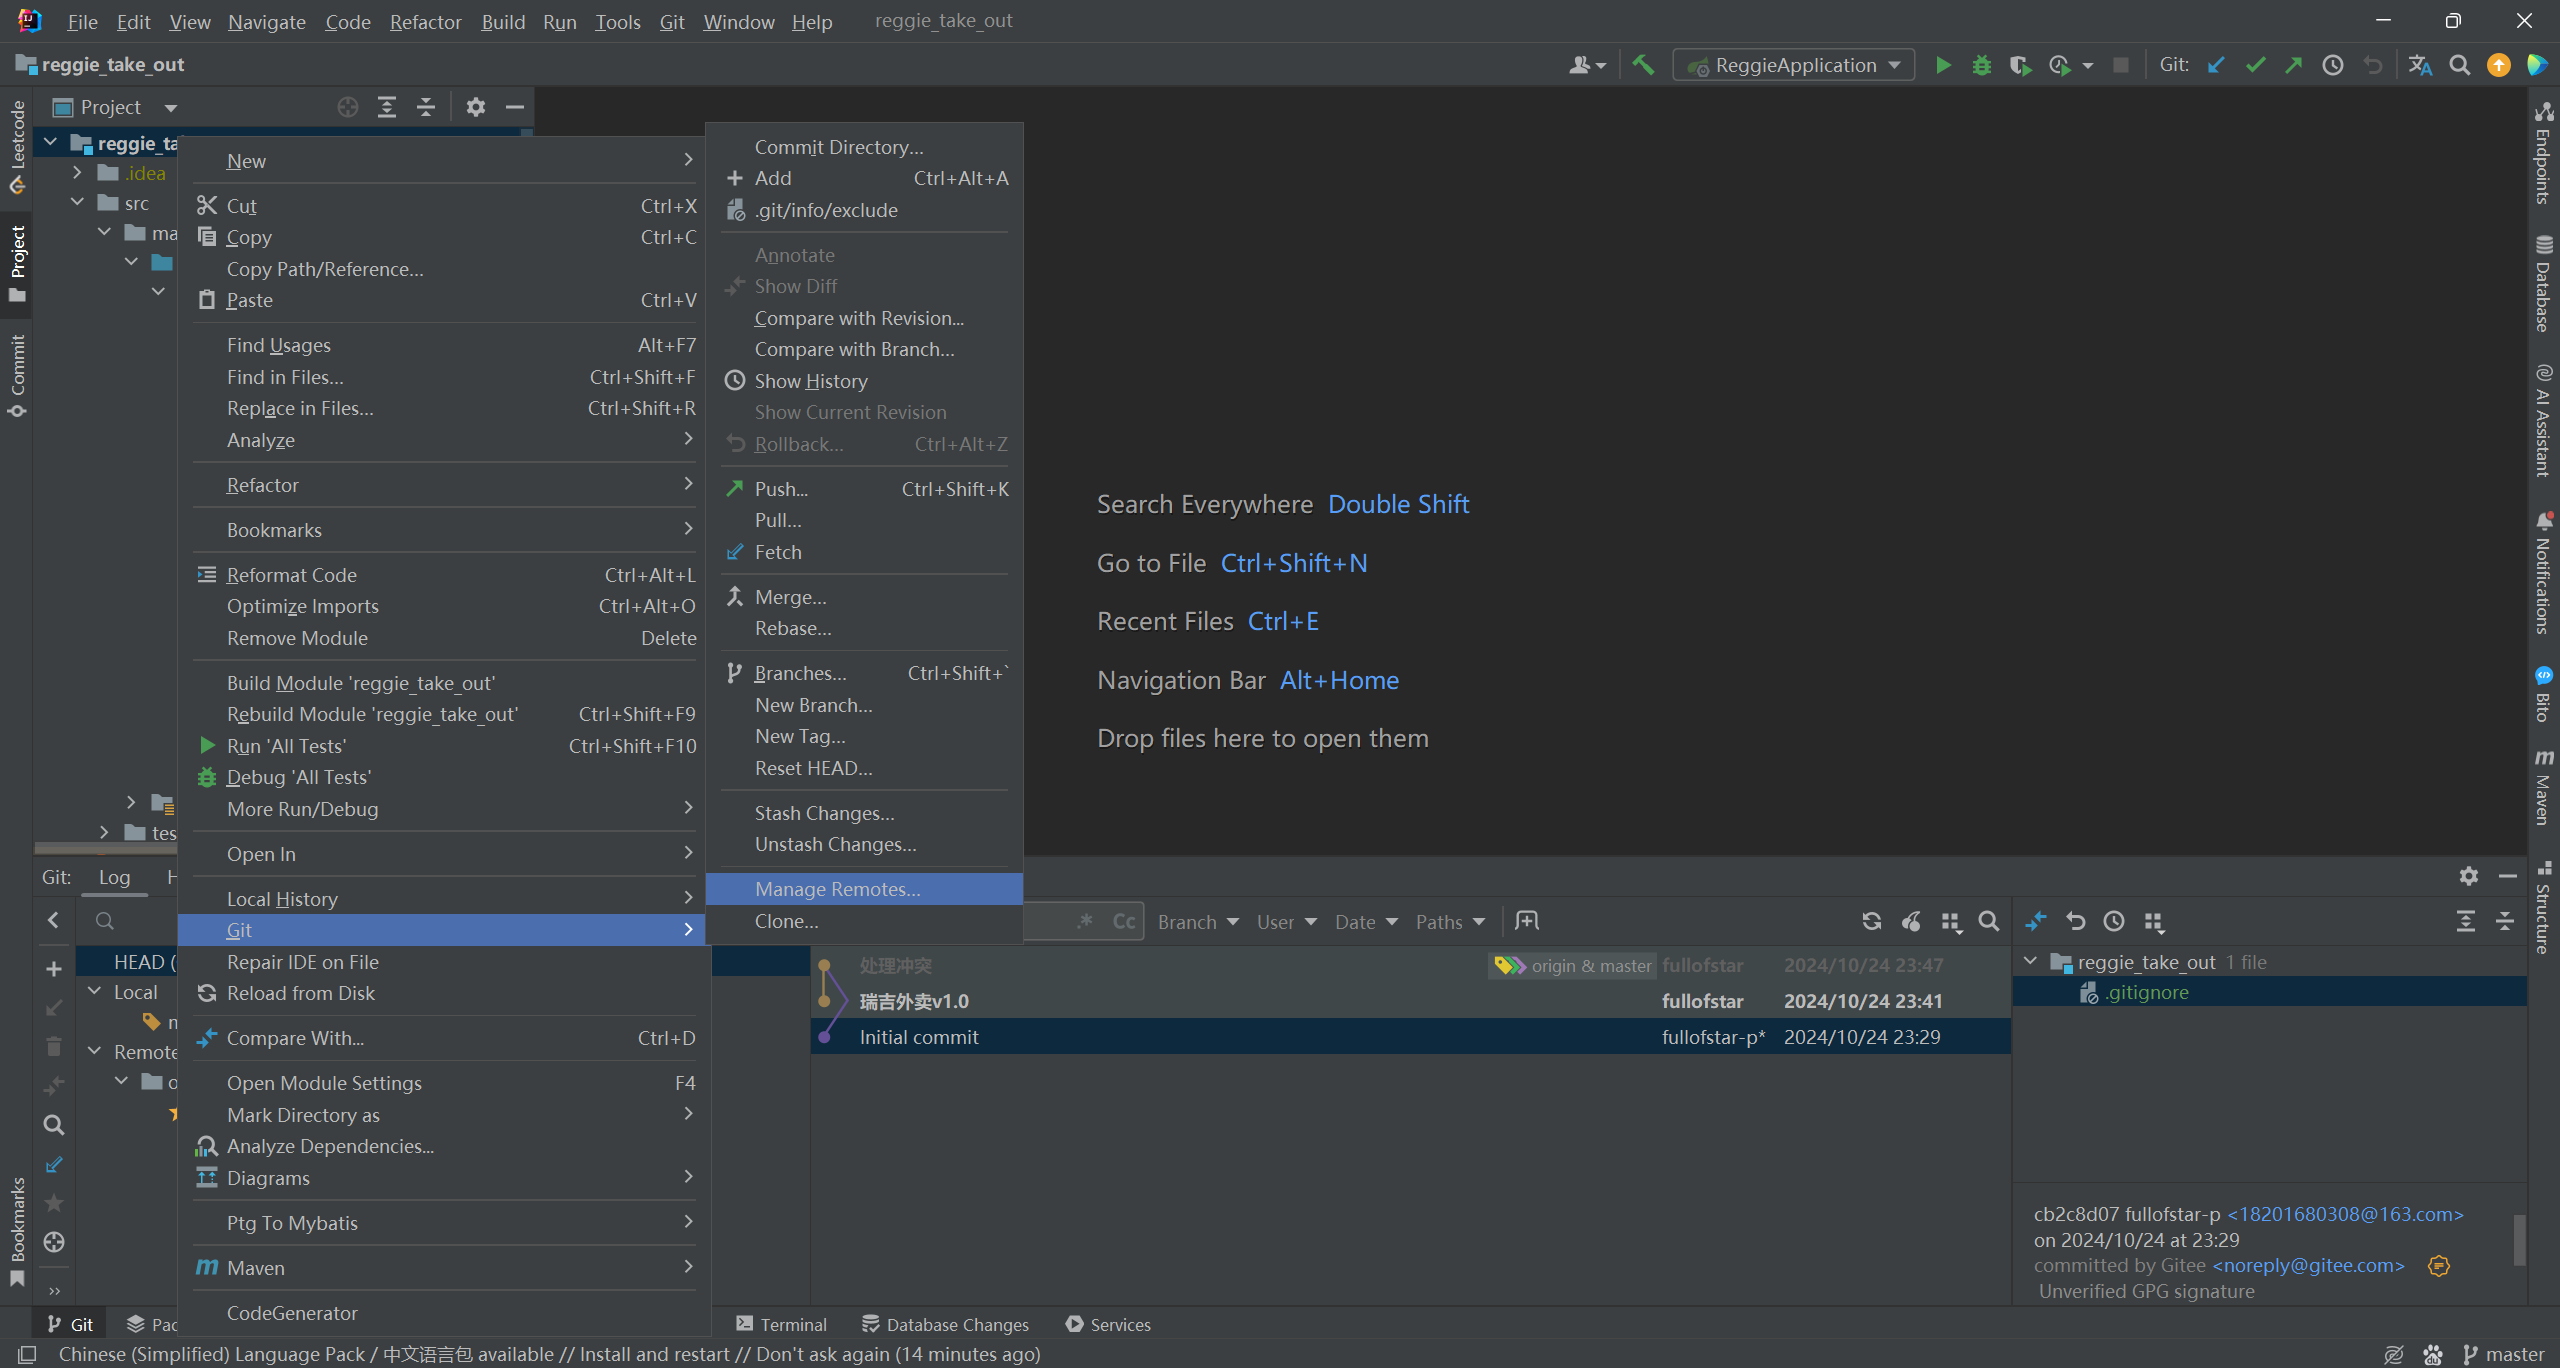 File Edit View Navigate Code Refactor Build Run Tools Git Window Help reggie_take_out
reggie_take_out
ReggieApplication
Git:
Project
Leetcode
Project
Commit
Bookmarks
reggie_ta
.idea
src
ma
tes
New
Cut Ctrl+X
Copy Ctrl+C
Copy Path/Reference...
Paste Ctrl+V
Find Usages Alt+F7
Find in Files... Ctrl+Shift+F
Replace in Files... Ctrl+Shift+R
Analyze
Refactor
Bookmarks
Reformat Code Ctrl+Alt+L
Optimize Imports Ctrl+Alt+O
Remove Module Delete
Build Module 'reggie_take_out'
Rebuild Module 'reggie_take_out' Ctrl+Shift+F9
Run 'All Tests' Ctrl+Shift+F10
Debug 'All Tests'
More Run/Debug
Open In
Local History
Git
Repair IDE on File
Reload from Disk
Compare With... Ctrl+D
Open Module Settings F4
Mark Directory as
Analyze Dependencies...
Diagrams
Ptg To Mybatis
Maven
CodeGenerator
Commit Directory...
Add Ctrl+Alt+A
.git/info/exclude
Annotate
Show Diff
Compare with Revision...
Compare with Branch...
Show History
Show Current Revision
Rollback... Ctrl+Alt+Z
Push... Ctrl+Shift+K
Pull...
Fetch
Merge...
Rebase...
Branches... Ctrl+Shift+`
New Branch...
New Tag...
Reset HEAD...
Stash Changes...
Unstash Changes...
Manage Remotes...
Clone...
Search Everywhere Double Shift
Go to File Ctrl+Shift+N
Recent Files Ctrl+E
Navigation Bar Alt+Home
Drop files here to open them
Endpoints
Database
AI Assistant
Notifications
Bito
Maven
Structure
Git: Log H
HEAD (
Local
Remote
o
.* Cc Branch User Date Paths
处理冲突 origin & master fullofstar 2024/10/24 23:47
瑞吉外卖v1.0 fullofstar 2024/10/24 23:41
Initial commit fullofstar-p* 2024/10/24 23:29
reggie_take_out 1 file
.gitignore
cb2c8d07 fullofstar-p <18201680308@163.com>
on 2024/10/24 at 23:29
committed by Gitee <noreply@gitee.com>
Unverified GPG signature
Git Pac Terminal Database Changes Services
Chinese (Simplified) Language Pack / 中文语言包 available // Install and restart // Don't ask again (14 minutes ago)
master